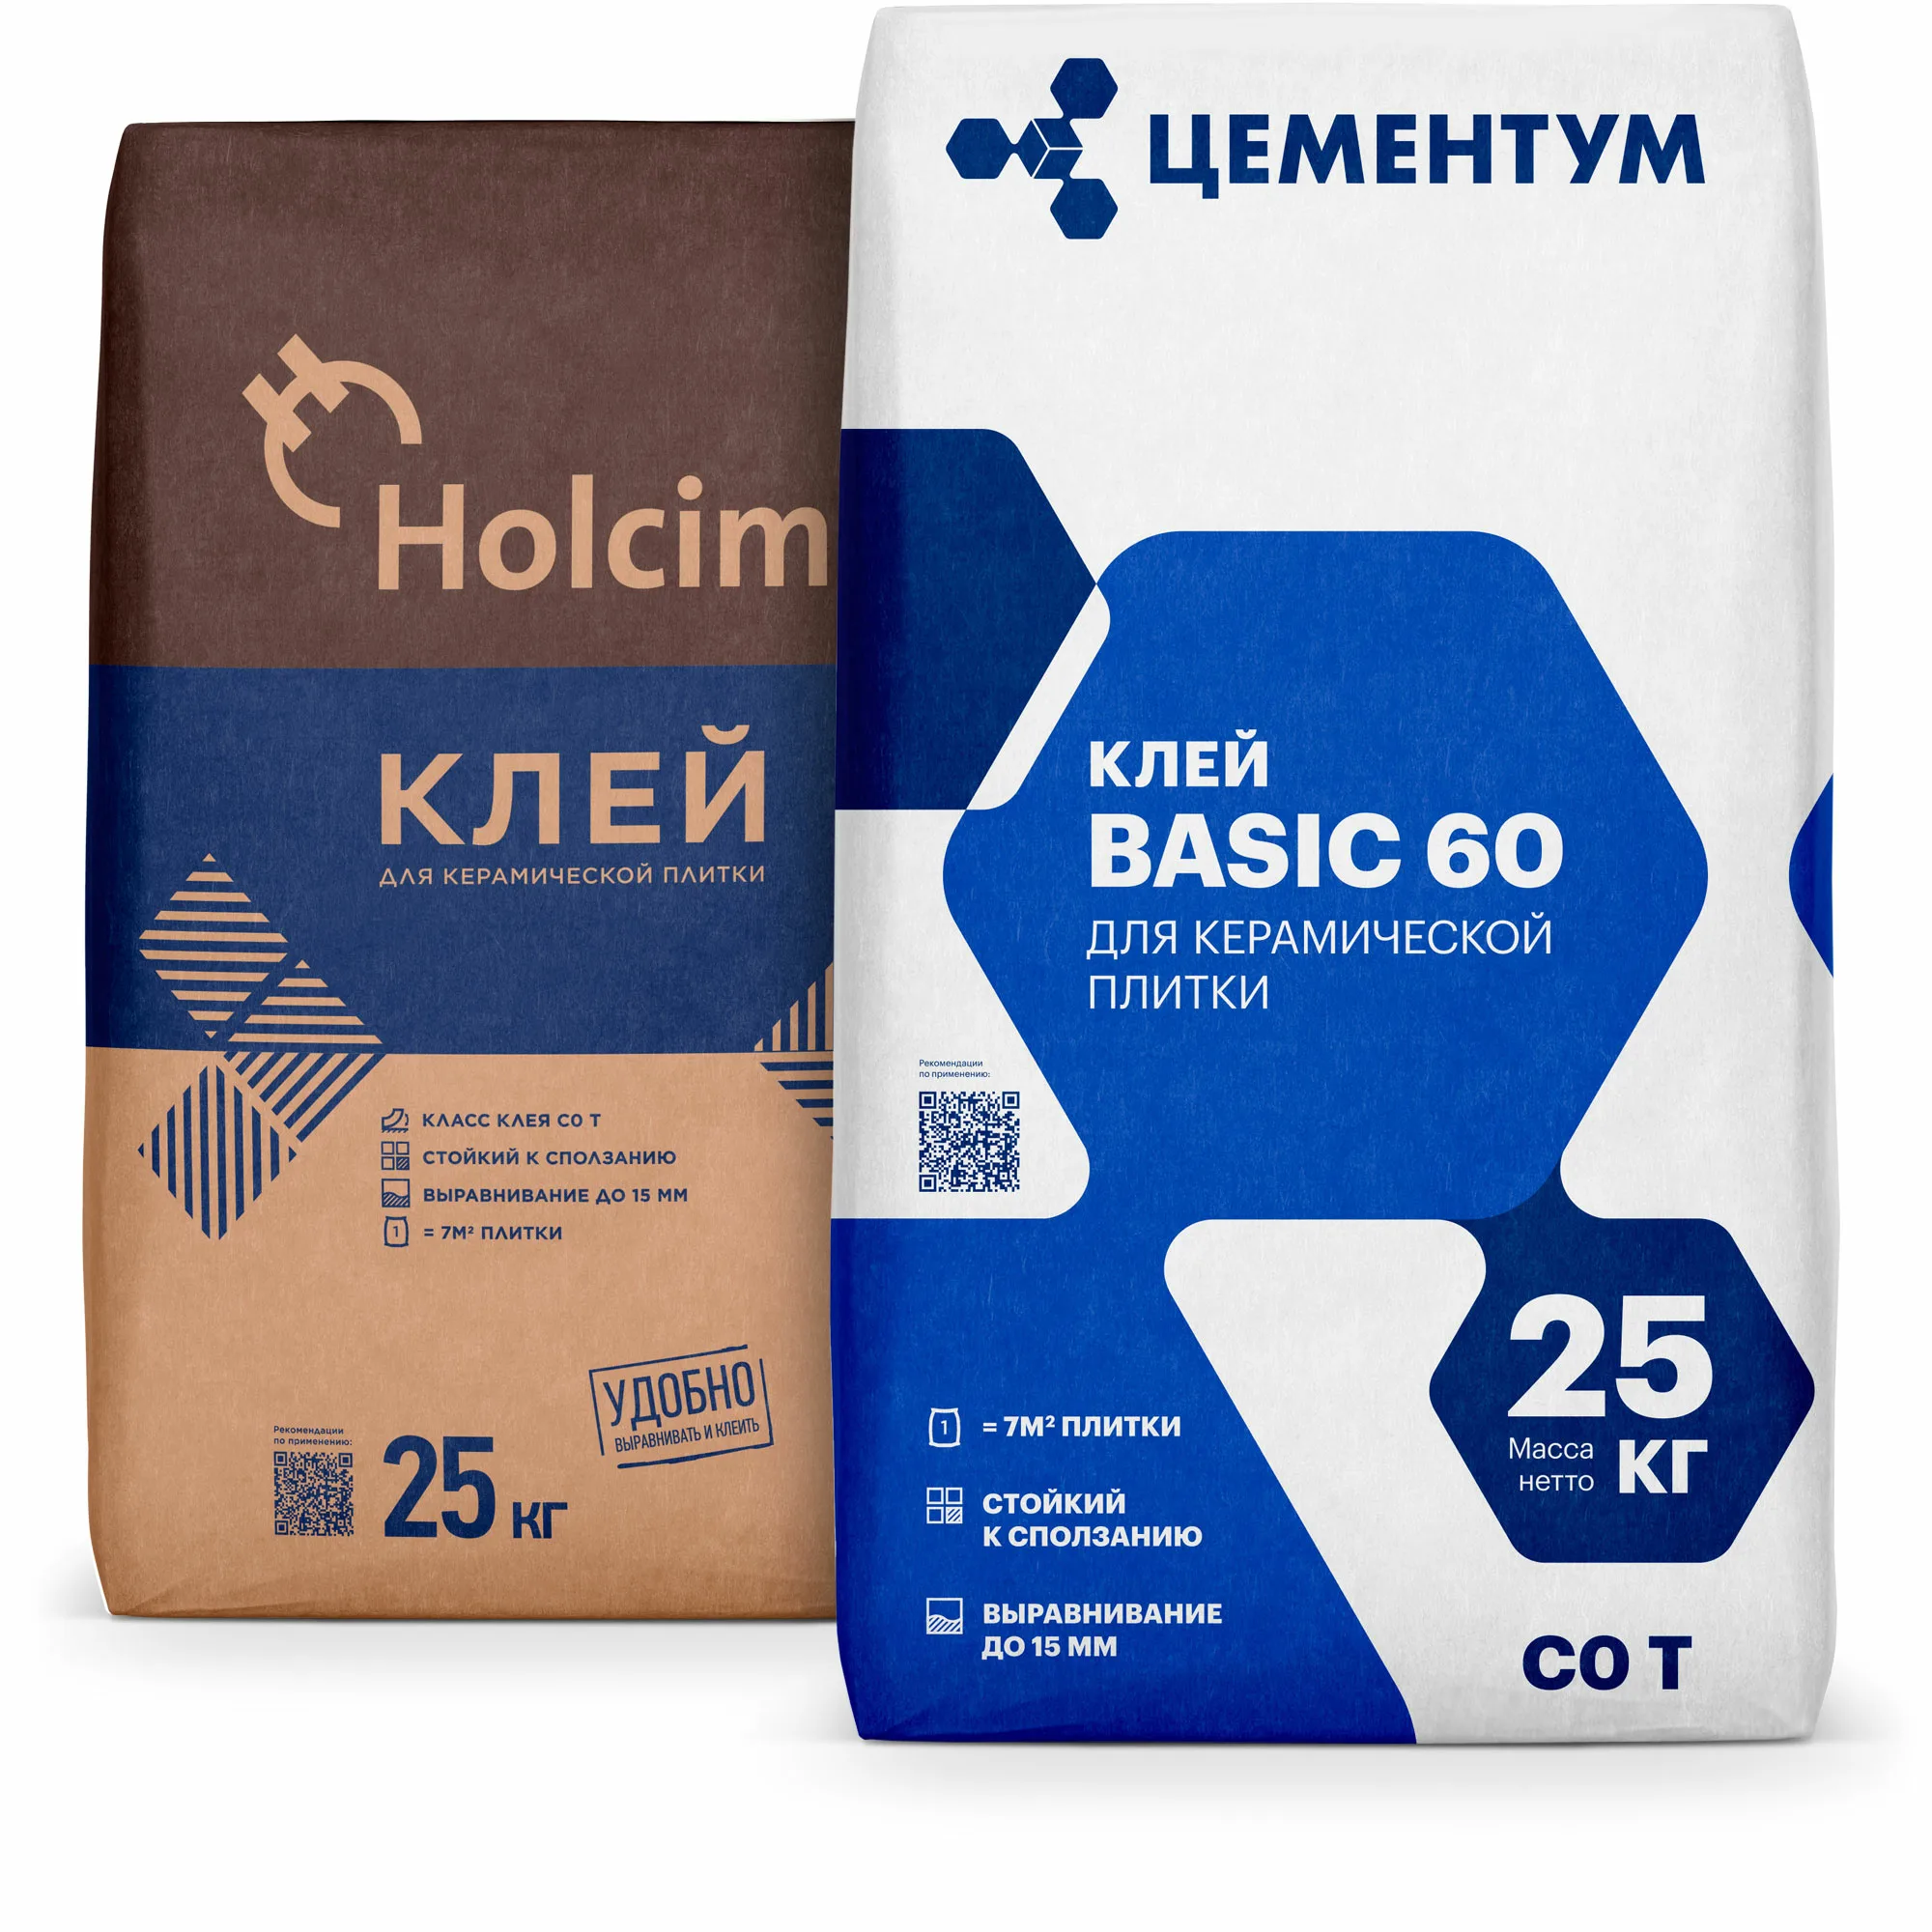 Holcim
КЛЕЙ
ДЛЯ КЕРАМИЧЕСКОЙ ПЛИТКИ
КЛАСС КЛЕЯ C0 T
СТОЙКИЙ К СПОЛЗАНИЮ
ВЫРАВНИВАНИЕ ДО 15 ММ
1 = 7М² ПЛИТКИ
УДОБНО
ВЫРАВНИВАТЬ И КЛЕИТЬ
Рекомендации
по применению:
25 КГ
ЦЕМЕНТУМ
КЛЕЙ
BASIC 60
ДЛЯ КЕРАМИЧЕСКОЙ
ПЛИТКИ
Рекомендации
по применению:
1 = 7М² ПЛИТКИ
СТОЙКИЙ
К СПОЛЗАНИЮ
ВЫРАВНИВАНИЕ
ДО 15 ММ
25
Масса
нетто
КГ
C0 T